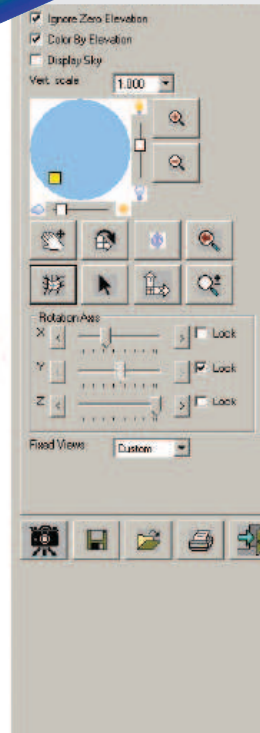 Ignore Zero Elevation
Color By Elevation
Display Sky
Vert. scale 1.000
Rotation Axis
X < > Lock
Y < > Lock
Z < > Lock
Fixed Views Custom